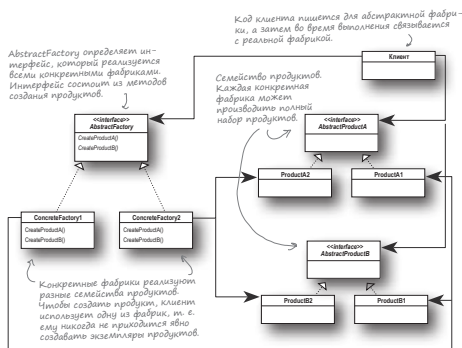 Код клиента пишется для абстрактной фабри-
ки, а затем во время выполнения связывается
с реальной фабрикой.
AbstractFactory определяет ин-
терфейс, который реализуется
всеми конкретными фабриками.
Интерфейс состоит из методов
создания продуктов.
Клиент
Семейство продуктов.
Каждая конкретная
фабрика может
производить полный
набор продуктов.
<<interface>>
AbstractFactory
CreateProductA()
CreateProductB()
<<interface>>
AbstractProductA
ProductA2
ProductA1
ConcreteFactory1
CreateProductA()
CreateProductB()
ConcreteFactory2
CreateProductA()
CreateProductB()
<<interface>>
AbstractProductB
ProductB2
ProductB1
Конкретные фабрики реализуют
разные семейства продуктов.
Чтобы создать продукт, клиент
использует одну из фабрик, т. е.
ему никогда не приходится явно
создавать экземпляры продуктов.